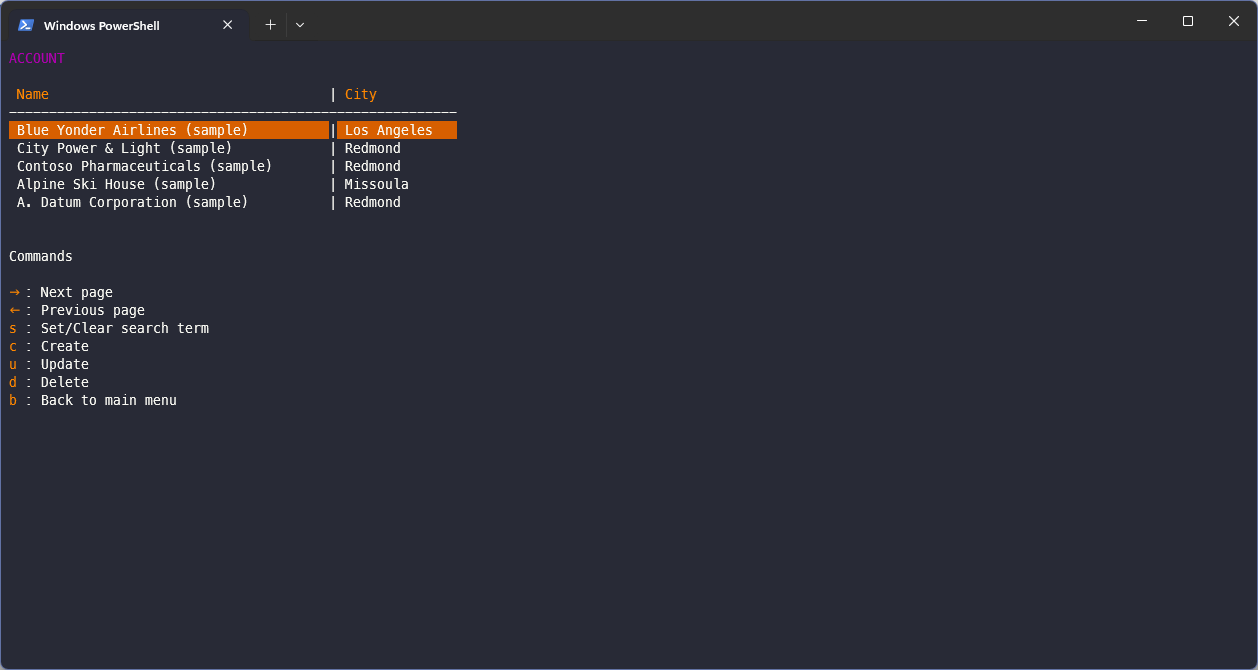 Windows PowerShell
ACCOUNT
Name | City
Blue Yonder Airlines (sample) | Los Angeles
City Power & Light (sample) | Redmond
Contoso Pharmaceuticals (sample) | Redmond
Alpine Ski House (sample) | Missoula
A. Datum Corporation (sample) | Redmond
Commands
→ : Next page
← : Previous page
s : Set/Clear search term
c : Create
u : Update
d : Delete
b : Back to main menu